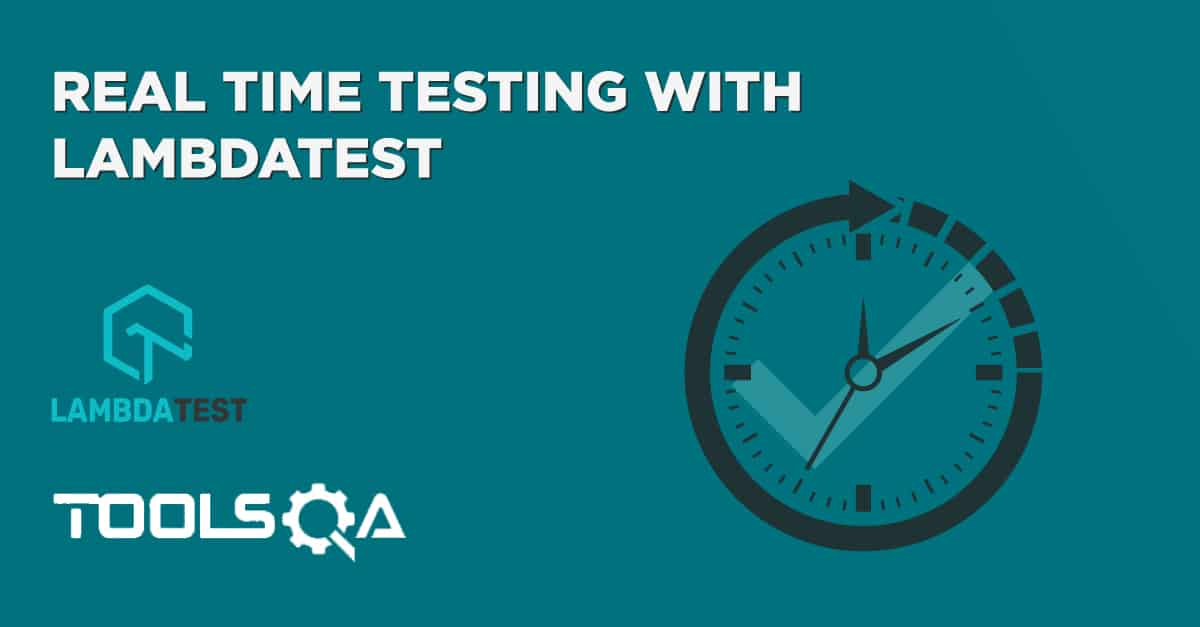 REAL TIME TESTING WITH
LAMBDATEST
LAMBDATEST
TOOLSQA